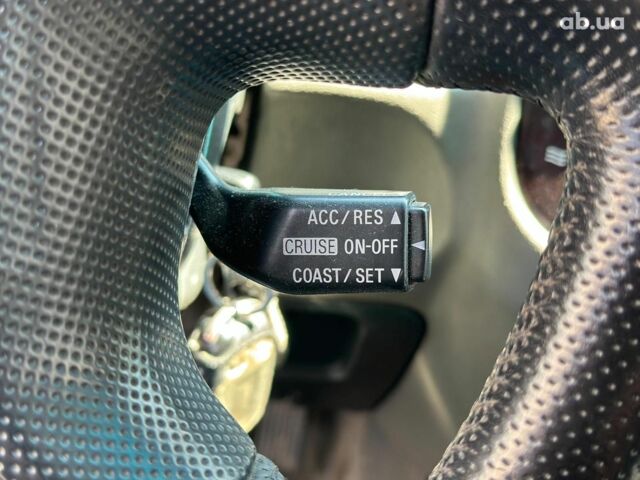 ab.ua
ACC/RES ▲
CRUISE ON-OFF ◀
COAST/SET ▼